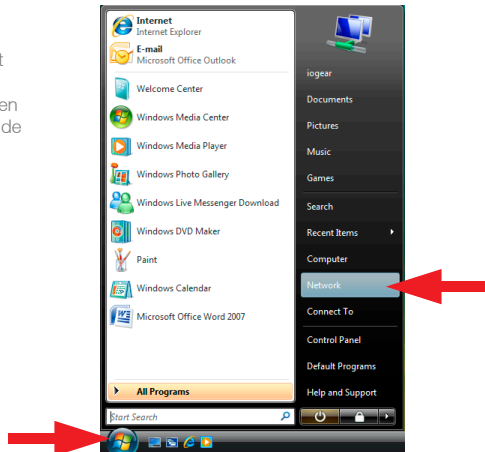 t
en
de
Internet
Internet Explorer
E-mail
Microsoft Office Outlook
Welcome Center
Windows Media Center
Windows Media Player
Windows Photo Gallery
Windows Live Messenger Download
Windows DVD Maker
Paint
Windows Calendar
Microsoft Office Word 2007
All Programs
Start Search
iogear
Documents
Pictures
Music
Games
Search
Recent Items
Computer
Network
Connect To
Control Panel
Default Programs
Help and Support